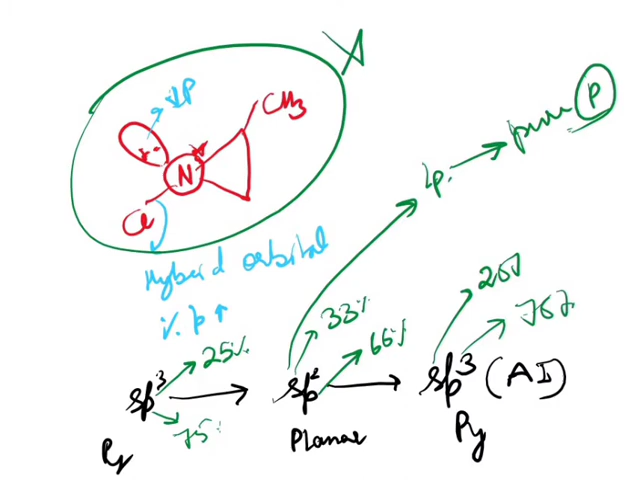 lp
CH3
N*
Cl
Hybrid orbital
% p ↑
lp. → pure P
25%
33%
66%
25%
75%
sp³ → sp² → sp³ (AI)
75%
Py
Planar
Py